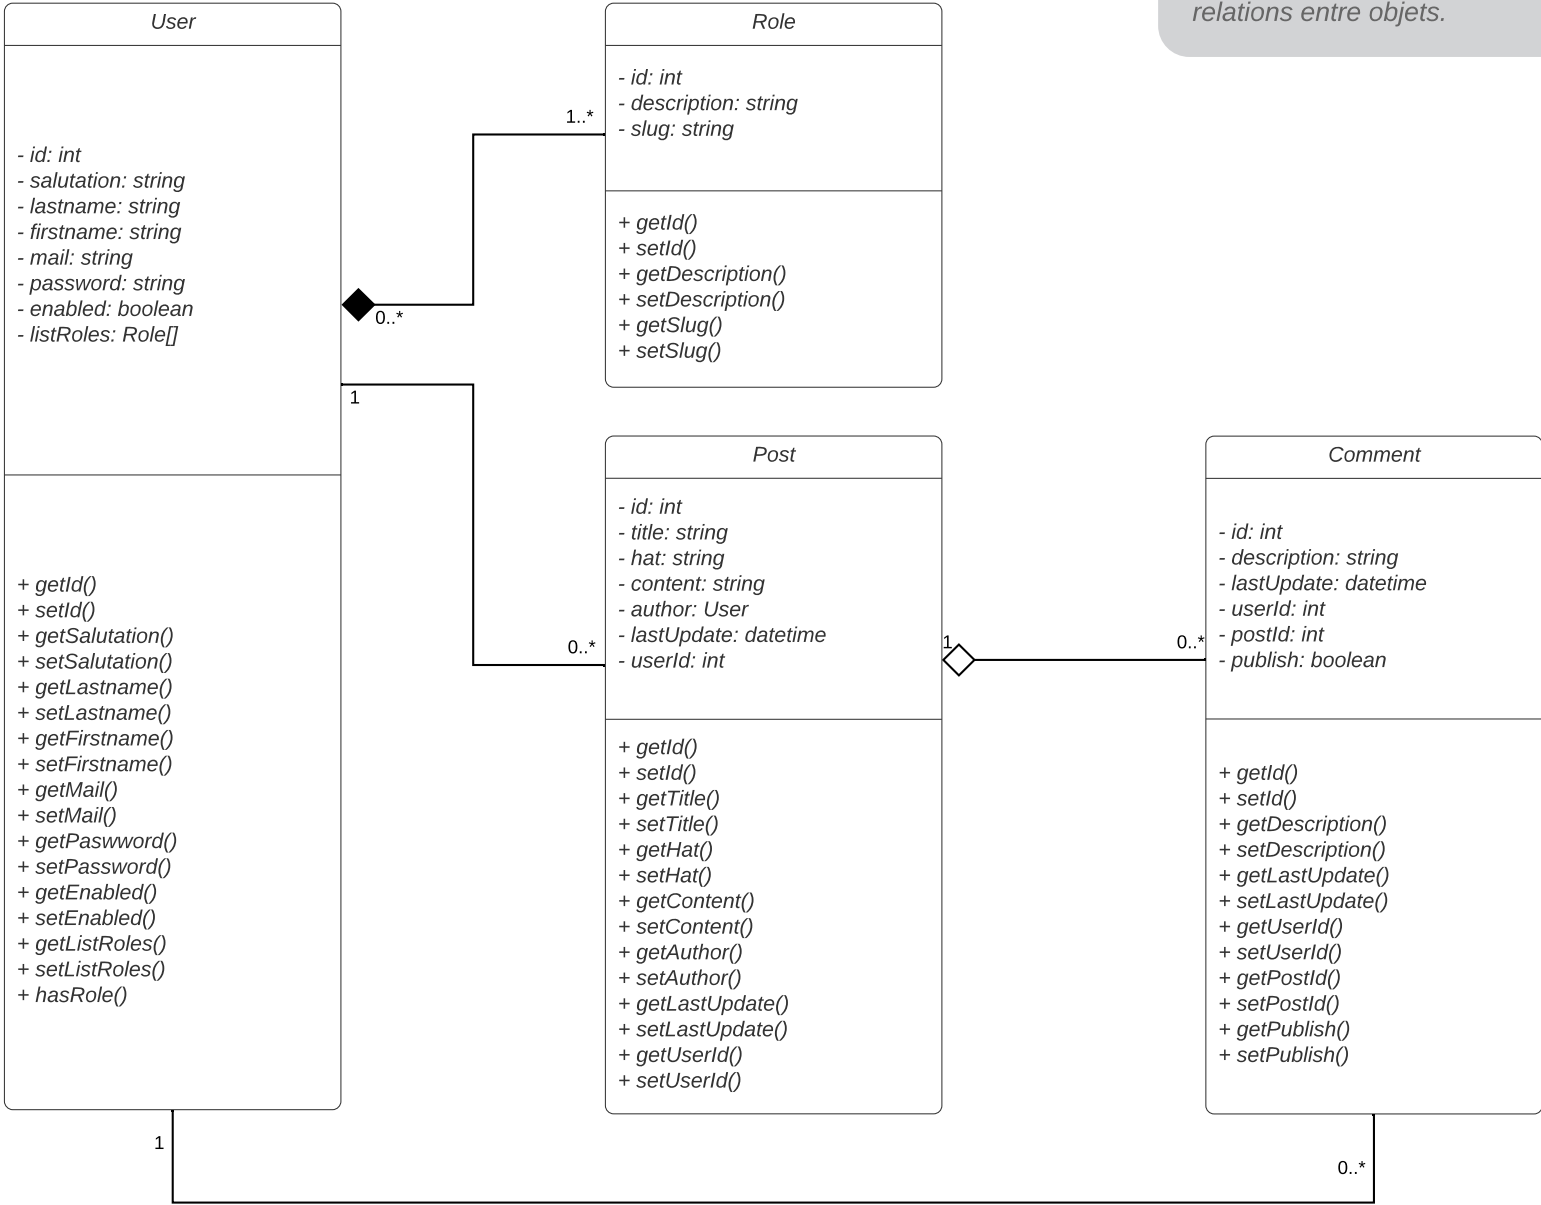 relations entre objets.
User
- id: int
- salutation: string
- lastname: string
- firstname: string
- mail: string
- password: string
- enabled: boolean
- listRoles: Role[]
+ getId()
+ setId()
+ getSalutation()
+ setSalutation()
+ getLastname()
+ setLastname()
+ getFirstname()
+ setFirstname()
+ getMail()
+ setMail()
+ getPaswword()
+ setPassword()
+ getEnabled()
+ setEnabled()
+ getListRoles()
+ setListRoles()
+ hasRole()
0..*
1..*
Role
- id: int
- description: string
- slug: string
+ getId()
+ setId()
+ getDescription()
+ setDescription()
+ getSlug()
+ setSlug()
1
0..*
Post
- id: int
- title: string
- hat: string
- content: string
- author: User
- lastUpdate: datetime
- userId: int
+ getId()
+ setId()
+ getTitle()
+ setTitle()
+ getHat()
+ setHat()
+ getContent()
+ setContent()
+ getAuthor()
+ setAuthor()
+ getLastUpdate()
+ setLastUpdate()
+ getUserId()
+ setUserId()
1
0..*
Comment
- id: int
- description: string
- lastUpdate: datetime
- userId: int
- postId: int
- publish: boolean
+ getId()
+ setId()
+ getDescription()
+ setDescription()
+ getLastUpdate()
+ setLastUpdate()
+ getUserId()
+ setUserId()
+ getPostId()
+ setPostId()
+ getPublish()
+ setPublish()
1
0..*